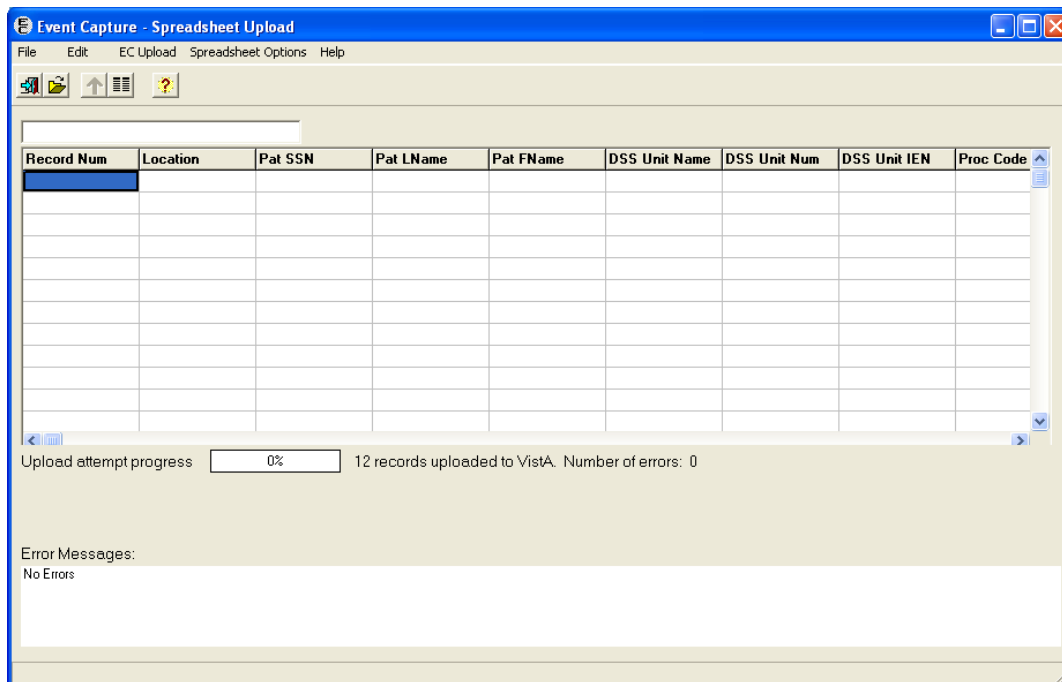 Event Capture - Spreadsheet Upload
File Edit EC Upload Spreadsheet Options Help
Record Num Location Pat SSN Pat LName Pat FName DSS Unit Name DSS Unit Num DSS Unit IEN Proc Code
Upload attempt progress 0% 12 records uploaded to VistA. Number of errors: 0
Error Messages:
No Errors